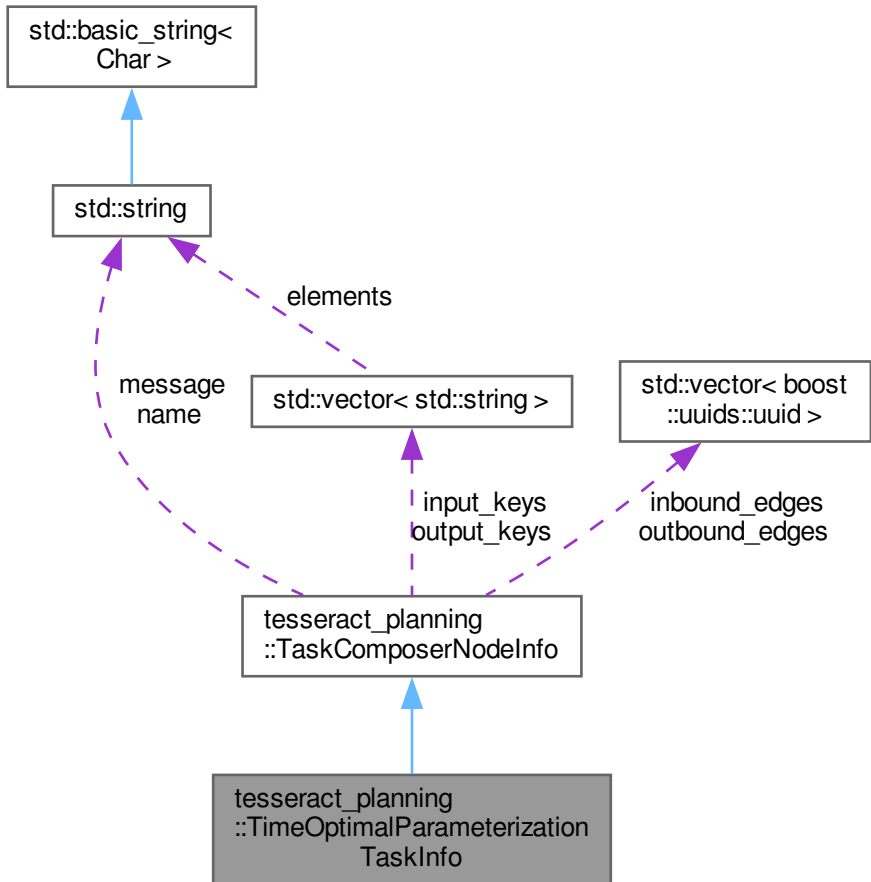 std::basic_string<
Char >
std::string
elements
message
name
std::vector< std::string >
std::vector< boost
::uuids::uuid >
input_keys
output_keys
inbound_edges
outbound_edges
tesseract_planning
::TaskComposerNodeInfo
tesseract_planning
::TimeOptimalParameterization
TaskInfo